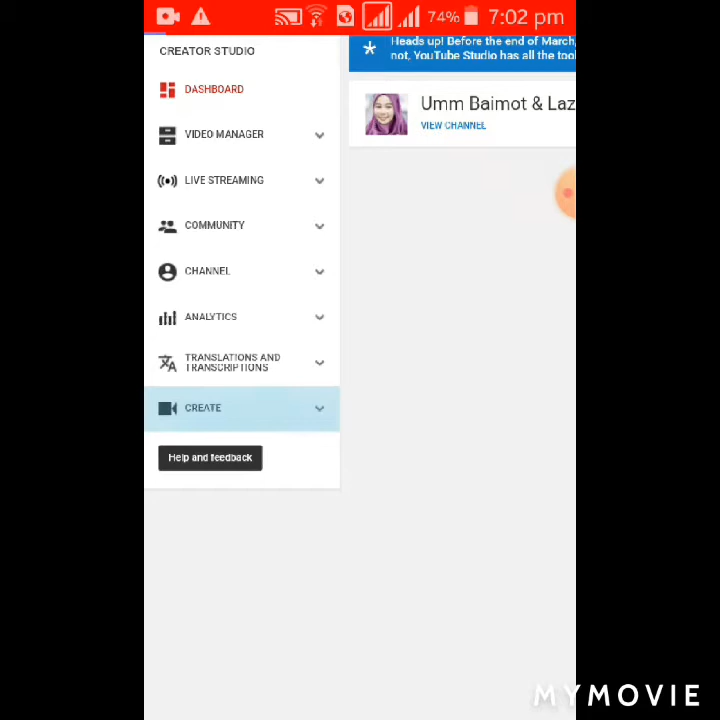 74% 7:02 pm
CREATOR STUDIO
Heads up! Before the end of March,
not, YouTube Studio has all the tool
DASHBOARD
Umm Baimot & Laz
VIEW CHANNEL
VIDEO MANAGER
LIVE STREAMING
COMMUNITY
CHANNEL
ANALYTICS
TRANSLATIONS AND
TRANSCRIPTIONS
CREATE
Help and feedback
MYMOVIE